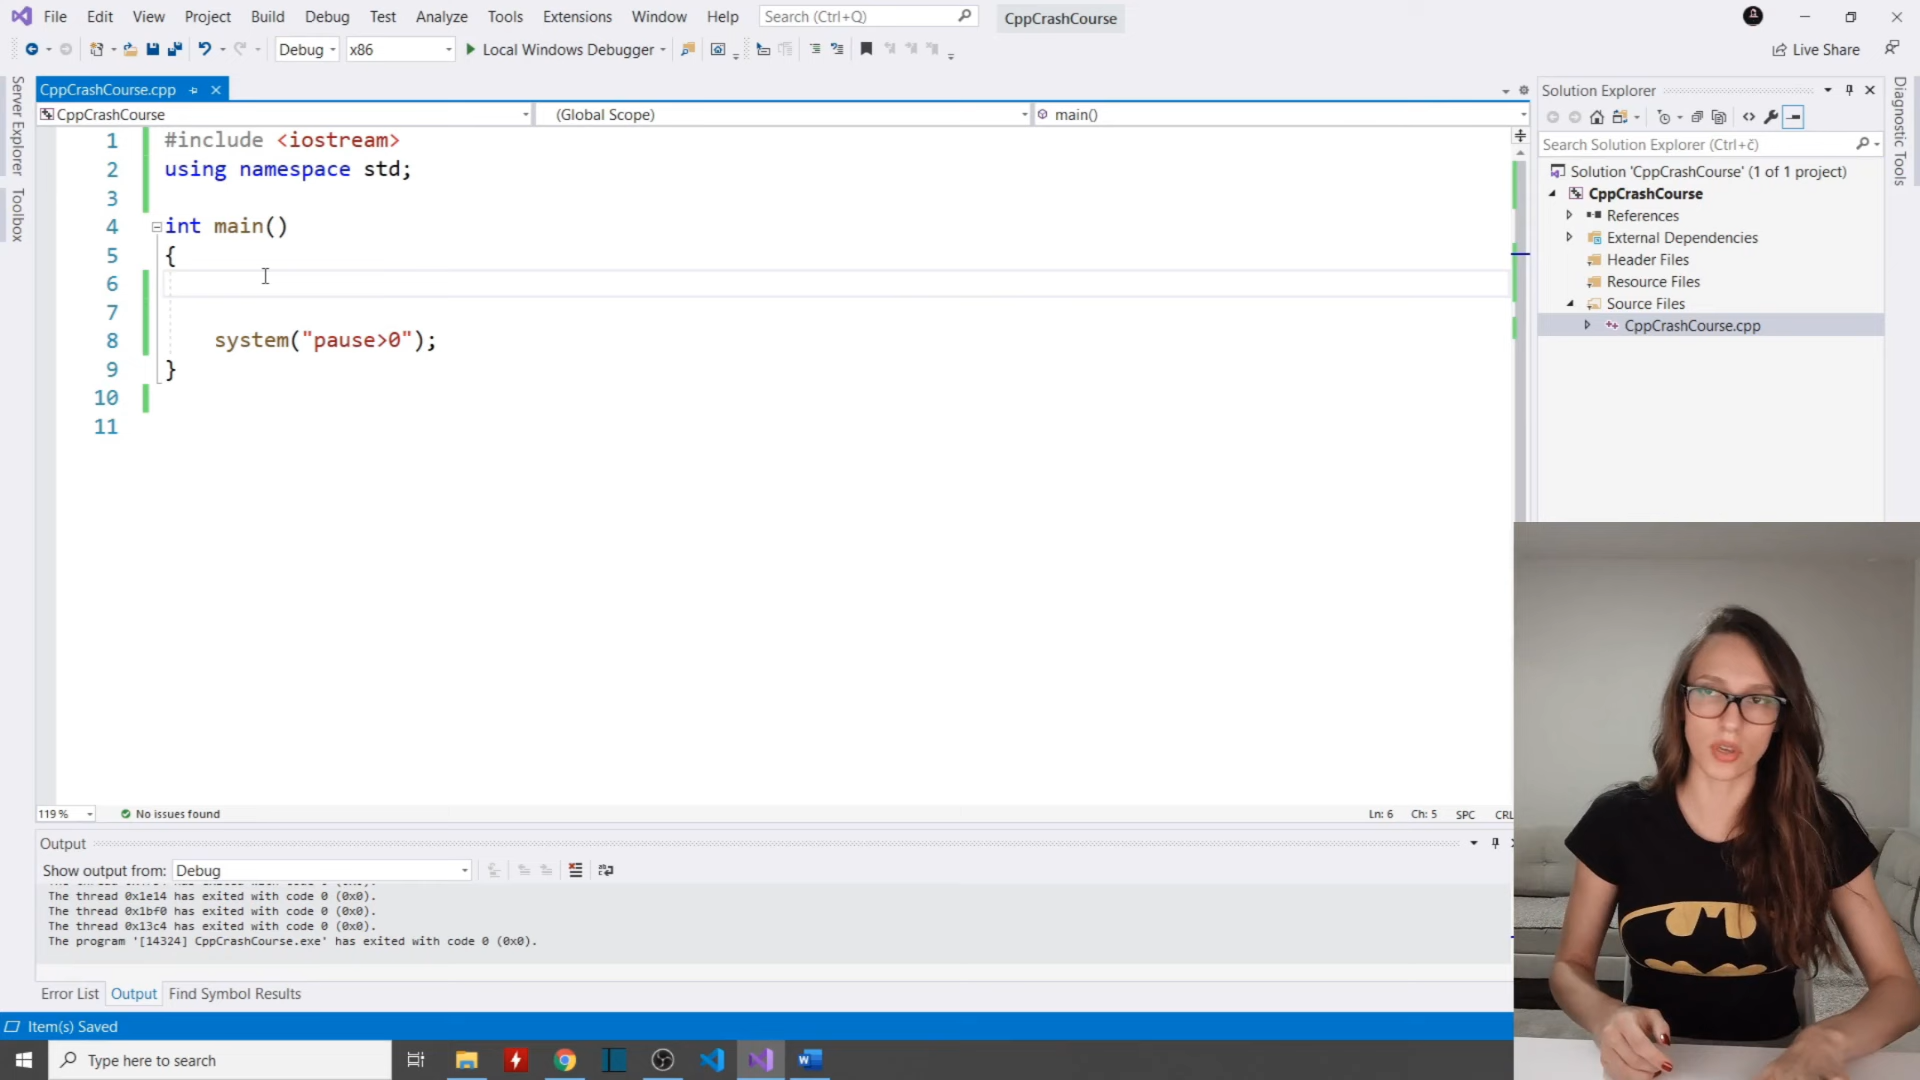 File Edit View Project Build Debug Test Analyze Tools Extensions Window Help Search (Ctrl+Q) CppCrashCourse
Debug x86 Local Windows Debugger Live Share
CppCrashCourse.cpp
CppCrashCourse (Global Scope) main()
1 #include <iostream>
2 using namespace std;
3
4 int main()
5 {
6
7
8 system("pause>0");
9 }
10
11
119 % No issues found Ln: 6 Ch: 5 SPC CRL
Output
Show output from: Debug
The thread 0x1e14 has exited with code 0 (0x0).
The thread 0x1bf0 has exited with code 0 (0x0).
The thread 0x13c4 has exited with code 0 (0x0).
The program '[14324] CppCrashCourse.exe' has exited with code 0 (0x0).
Error List Output Find Symbol Results
Item(s) Saved
Type here to search
Server Explorer
Toolbox
Solution Explorer
Search Solution Explorer (Ctrl+č)
Solution 'CppCrashCourse' (1 of 1 project)
CppCrashCourse
References
External Dependencies
Header Files
Resource Files
Source Files
CppCrashCourse.cpp
Diagnostic Tools